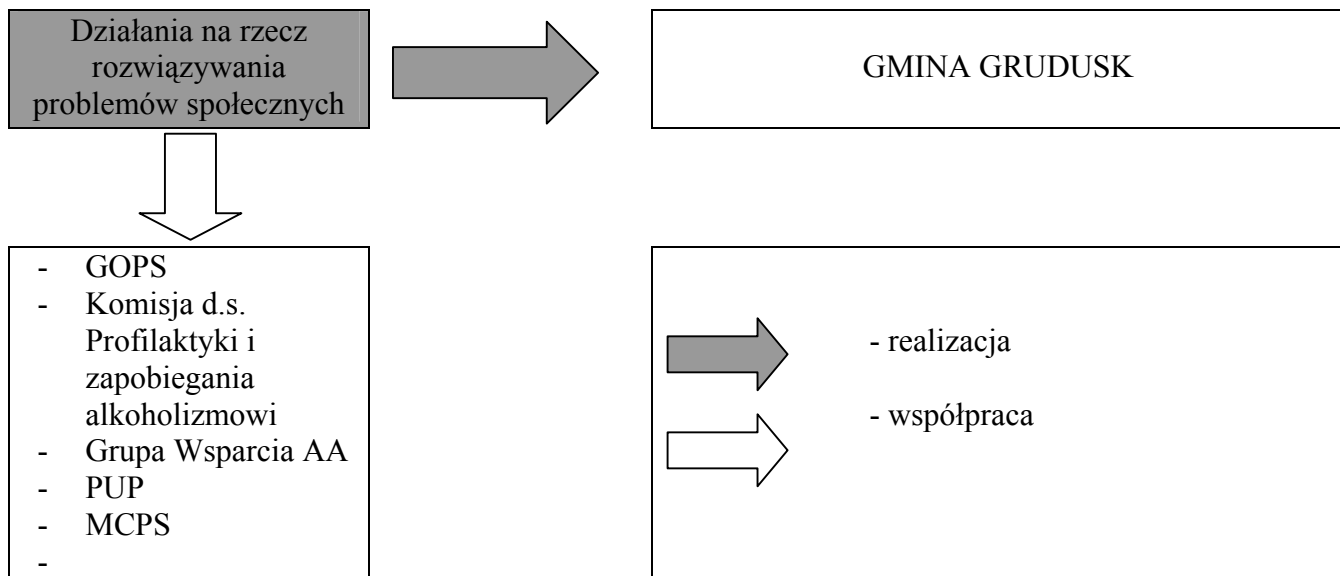 Działania na rzecz
rozwiązywania
problemów społecznych
GMINA GRUDUSK
- GOPS
- Komisja d.s.
Profilaktyki i
zapobiegania
alkoholizmowi
- Grupa Wsparcia AA
- PUP
- MCPS
-
- realizacja
- współpraca